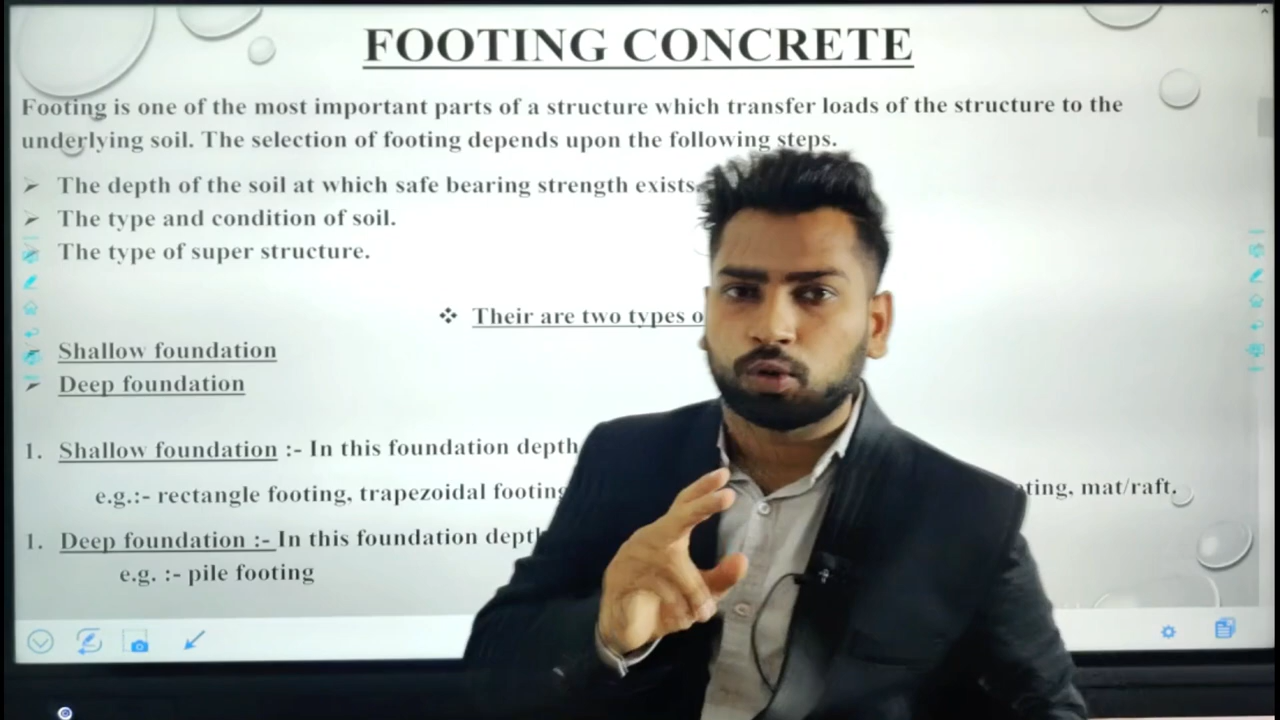 FOOTING CONCRETE
Footing is one of the most important parts of a structure which transfer loads of the structure to the
underlying soil. The selection of footing depends upon the following steps.
➢ The depth of the soil at which safe bearing strength exists.
➢ The type and condition of soil.
➢ The type of super structure.
❖ Their are two types
➢ Shallow foundation
➢ Deep foundation
1. Shallow foundation :- In this foundation depth
e.g.:- rectangle footing, trapezoidal footing mat/raft.
1. Deep foundation :- In this foundation
e.g. :- pile footing